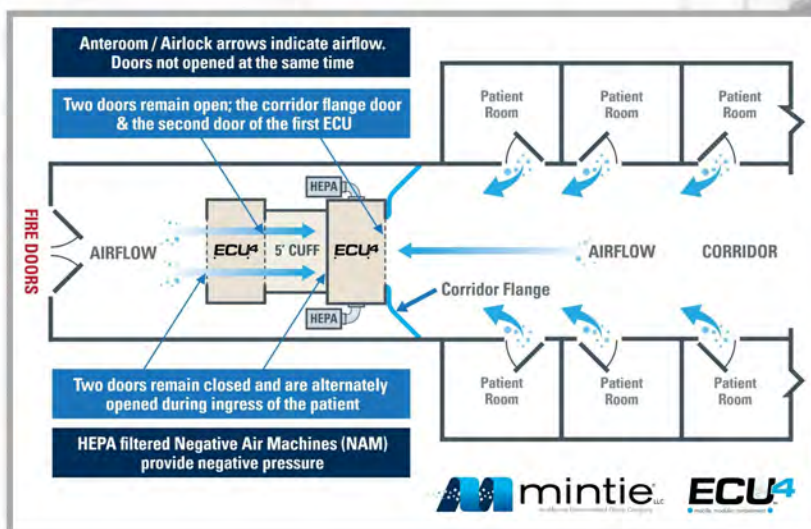 Anteroom / Airlock arrows indicate airflow.
Doors not opened at the same time
Two doors remain open; the corridor flange door
& the second door of the first ECU
Patient
Room
Patient
Room
Patient
Room
HEPA
FIRE DOORS
AIRFLOW
ECU4
5' CUFF
ECU4
AIRFLOW
CORRIDOR
Corridor Flange
HEPA
Two doors remain closed and are alternately
opened during ingress of the patient
Patient
Room
Patient
Room
Patient
Room
HEPA filtered Negative Air Machines (NAM)
provide negative pressure
mintie LLC
ECU4
mobile, modular containment